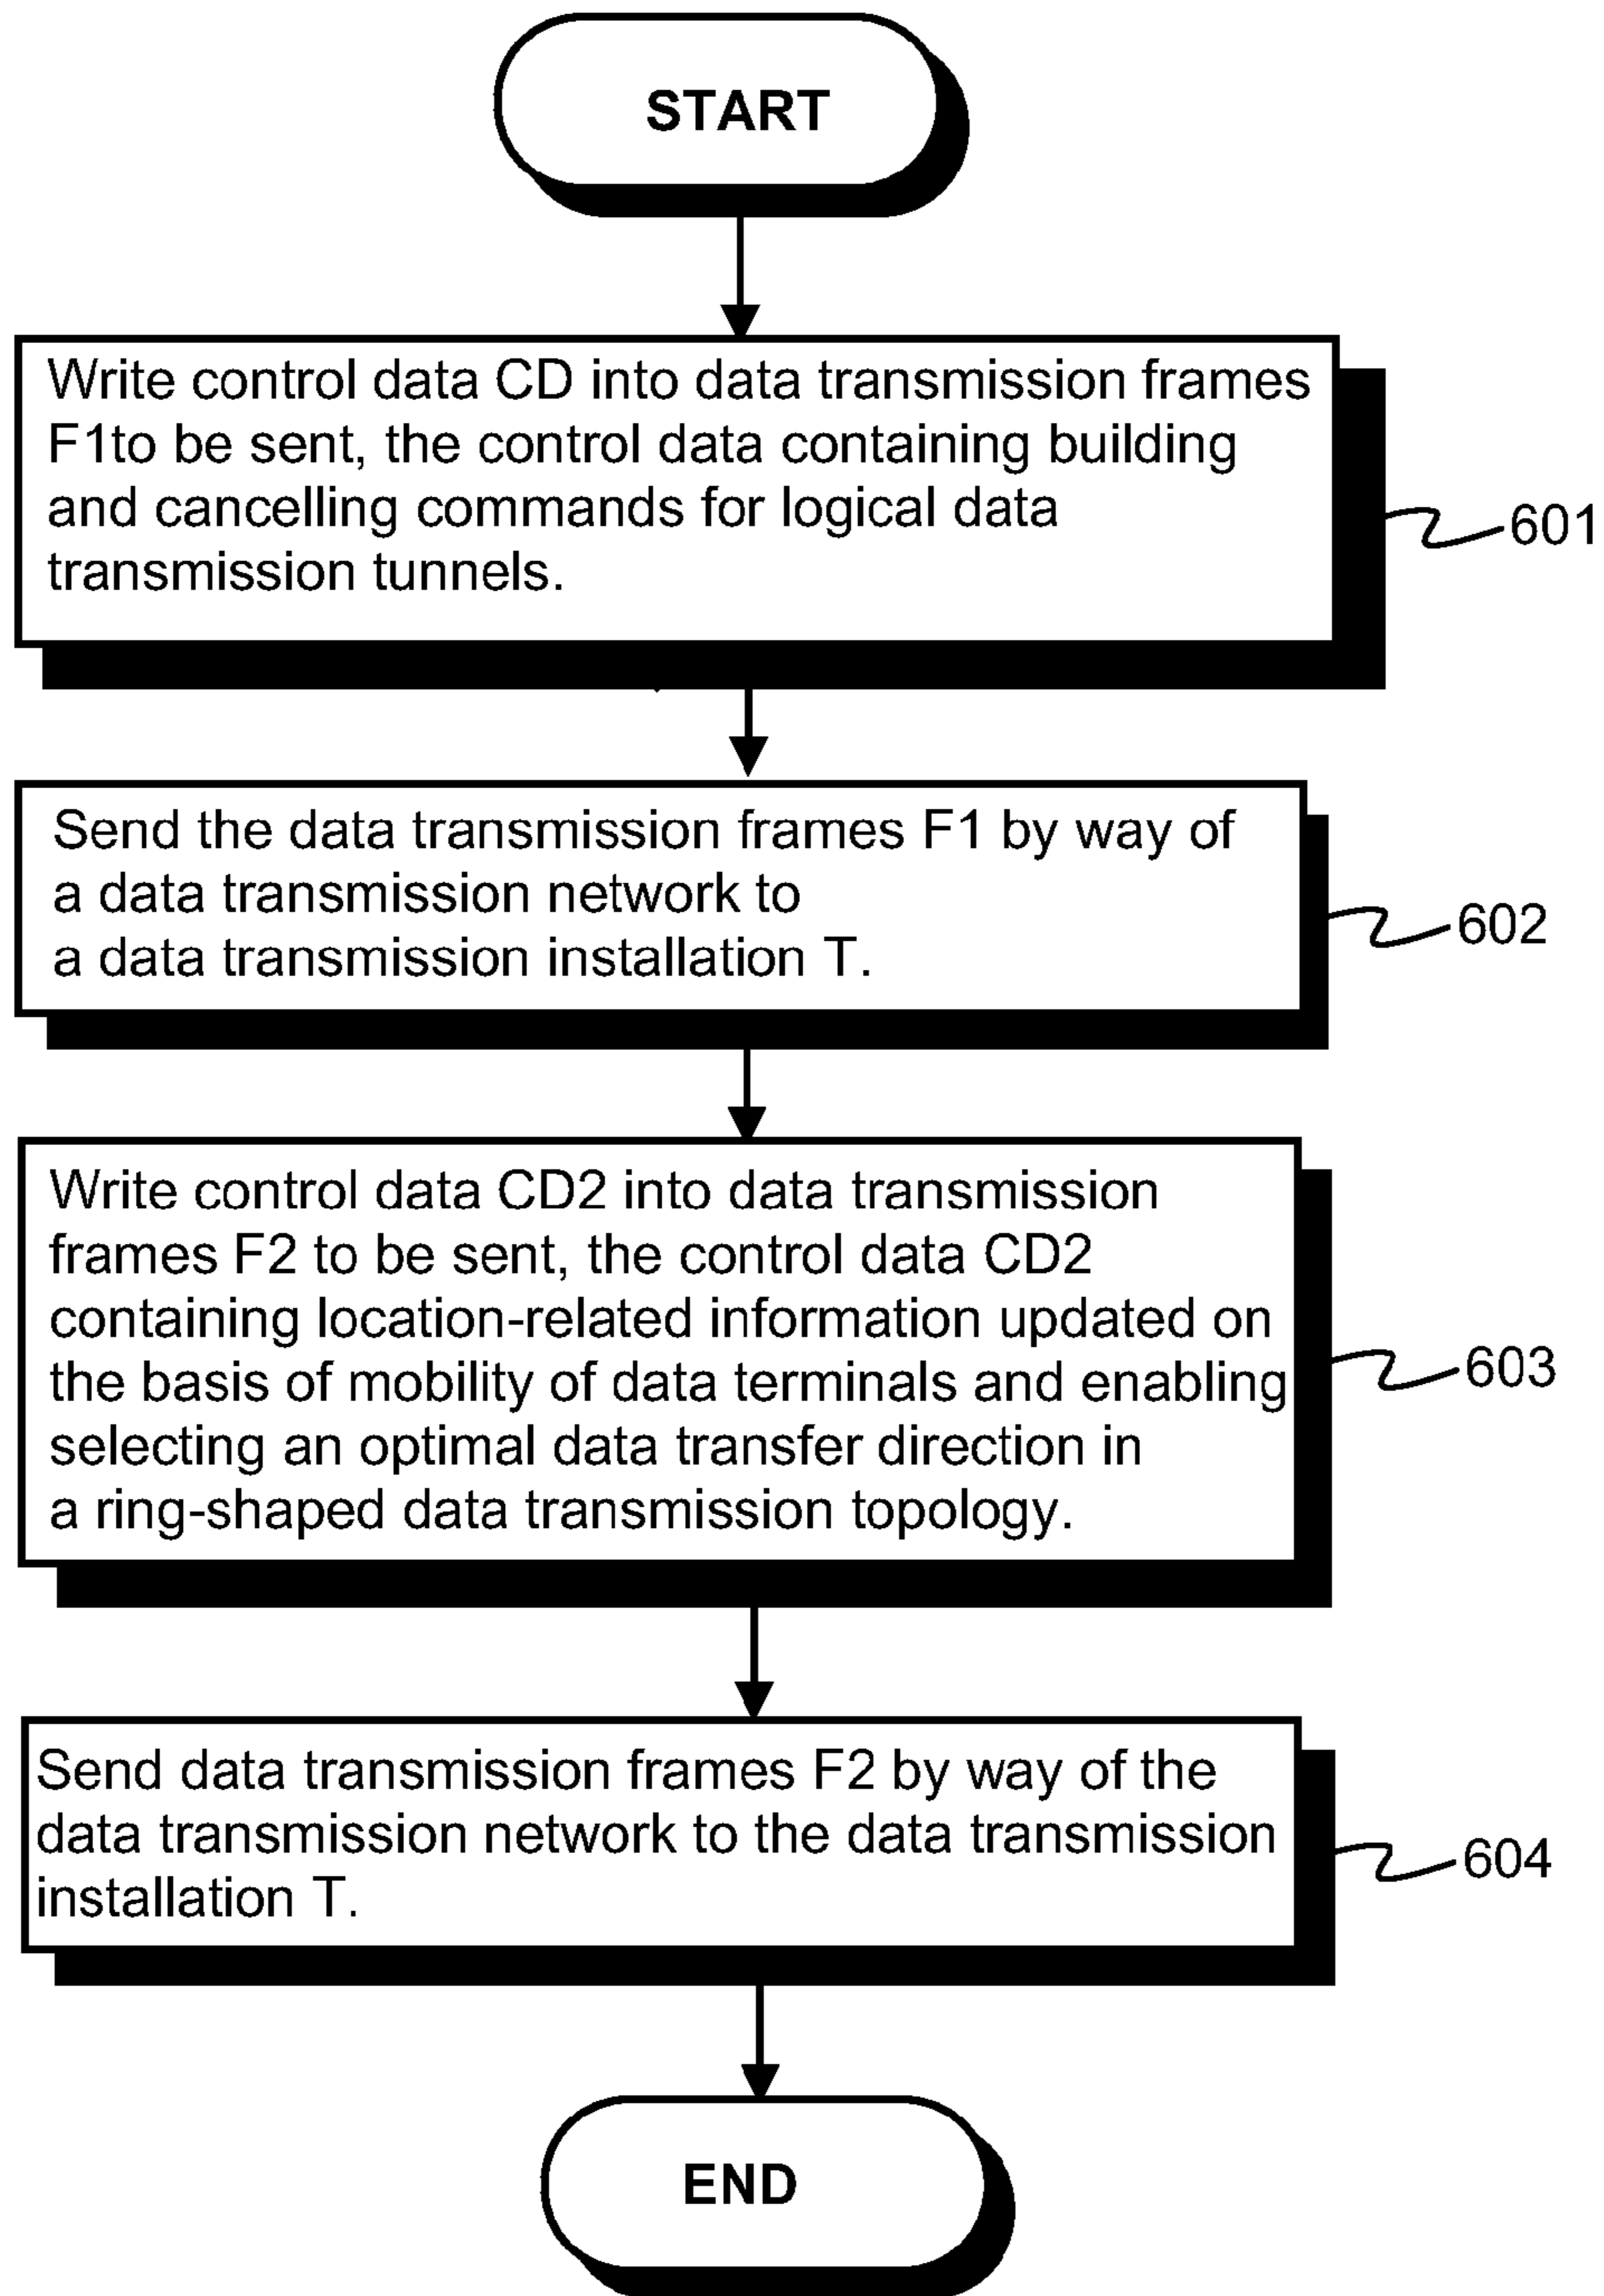 START
Write control data CD into data transmission frames
F1to be sent, the control data containing building
and cancelling commands for logical data
transmission tunnels.
601
Send the data transmission frames F1 by way of
a data transmission network to
a data transmission installation T.
602
Write control data CD2 into data transmission
frames F2 to be sent, the control data CD2
containing location-related information updated on
the basis of mobility of data terminals and enabling
selecting an optimal data transfer direction in
a ring-shaped data transmission topology.
603
Send data transmission frames F2 by way of the
data transmission network to the data transmission
installation T.
604
END